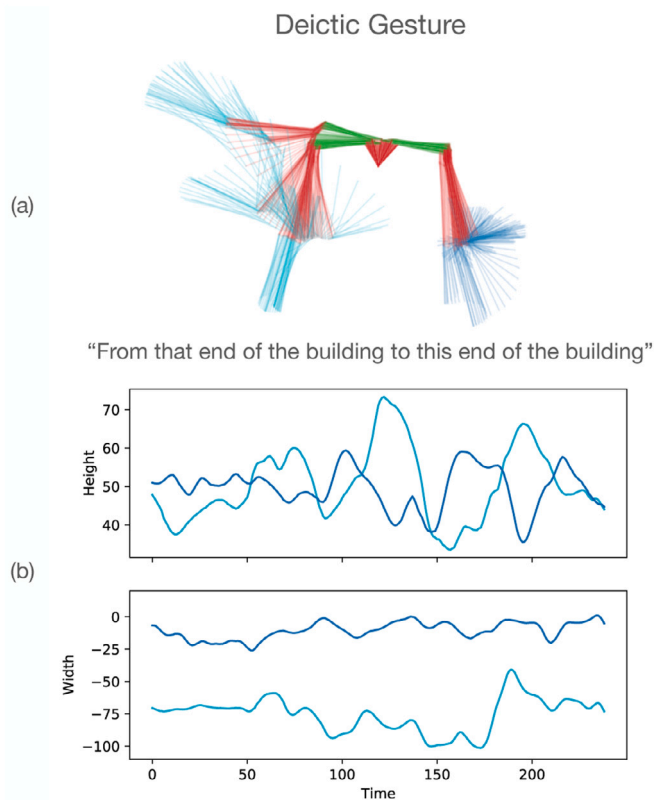 Deictic Gesture
(a)
“From that end of the building to this end of the building”
(b)
Height
70
60
50
40
Width
0
−25
−50
−75
−100
0 50 100 150 200
Time